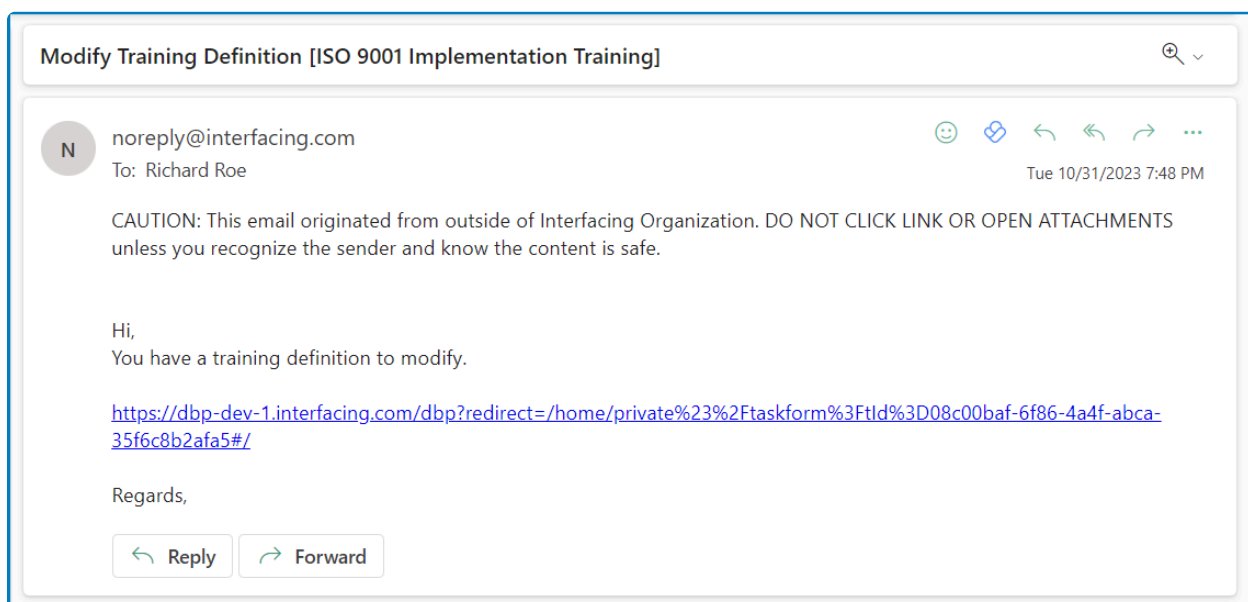 Modify Training Definition [ISO 9001 Implementation Training]
N
noreply@interfacing.com
To: Richard Roe
Tue 10/31/2023 7:48 PM
CAUTION: This email originated from outside of Interfacing Organization. DO NOT CLICK LINK OR OPEN ATTACHMENTS
unless you recognize the sender and know the content is safe.
Hi,
You have a training definition to modify.
https://dbp-dev-1.interfacing.com/dbp?redirect=/home/private%23%2Ftaskform%3FtId%3D08c00baf-6f86-4a4f-abca-
35f6c8b2afa5#/
Regards,
Reply
Forward